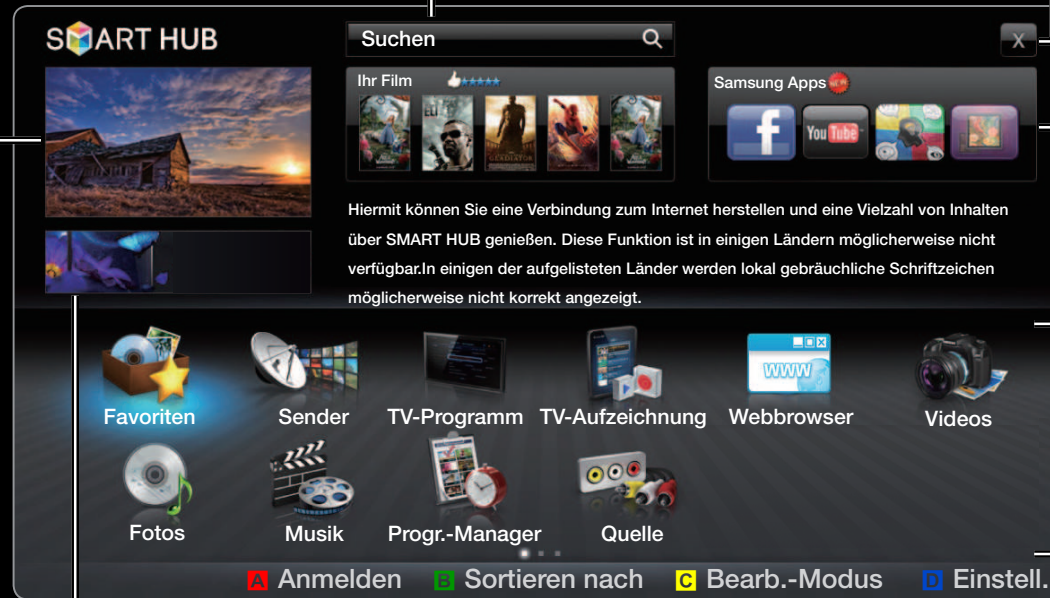 SMART HUB
Suchen
X
Ihr Film
Samsung Apps NEW
ELI
GLADIATOR
f
You Tube
Hiermit können Sie eine Verbindung zum Internet herstellen und eine Vielzahl von Inhalten
über SMART HUB genießen. Diese Funktion ist in einigen Ländern möglicherweise nicht
verfügbar.In einigen der aufgelisteten Länder werden lokal gebräuchliche Schriftzeichen
möglicherweise nicht korrekt angezeigt.
www
Favoriten Sender TV-Programm TV-Aufzeichnung Webbrowser Videos
Fotos Musik Progr.-Manager Quelle
A Anmelden B Sortieren nach C Bearb.-Modus D Einstell.